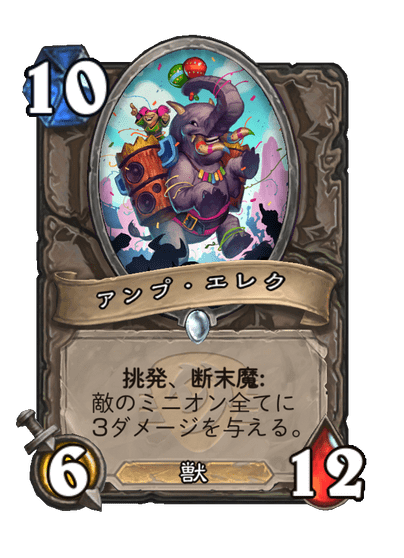 10
アンプ・エレク
挑発、断末魔:
敵のミニオン全てに
3ダメージを与える。
6
獣
12